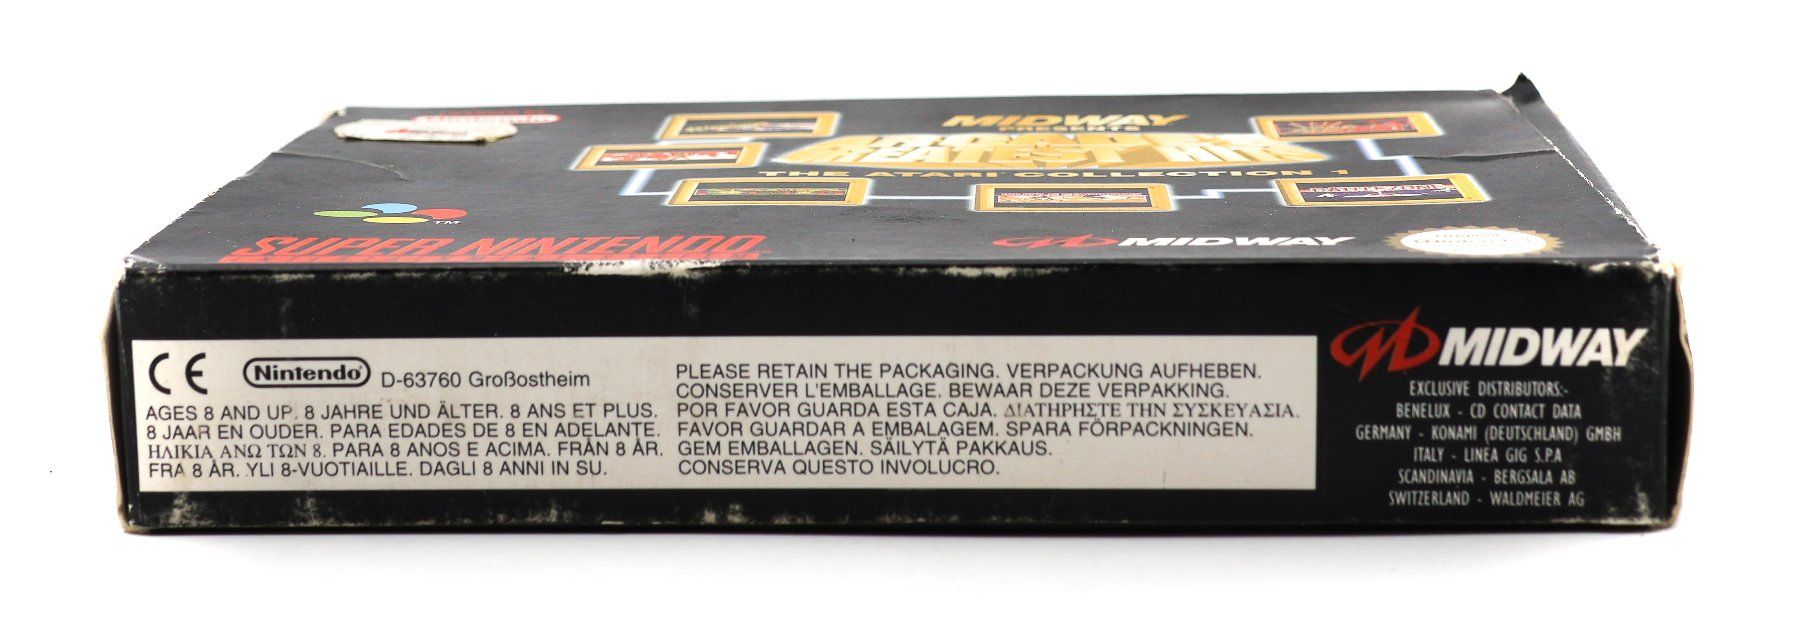 MIDWAY
PRESENTS
ARCADE'S
GREATEST HITS
THE ATARI COLLECTION 1
SUPER NINTENDO
TM
MIDWAY
CE Nintendo D-63760 Großostheim
AGES 8 AND UP. 8 JAHRE UND ÄLTER. 8 ANS ET PLUS.
8 JAAR EN OUDER. PARA EDADES DE 8 EN ADELANTE.
ΗΛΙΚΙΑ ΑΝΩ ΤΩΝ 8. PARA 8 ANOS E ACIMA. FRÅN 8 ÅR.
FRA 8 ÅR. YLI 8-VUOTIAILLE. DAGLI 8 ANNI IN SU.
PLEASE RETAIN THE PACKAGING. VERPACKUNG AUFHEBEN.
CONSERVER L'EMBALLAGE. BEWAAR DEZE VERPAKKING.
POR FAVOR GUARDA ESTA CAJA. ΔΙΑΤΗΡΗΣΤΕ ΤΗΝ ΣΥΣΚΕΥΑΣΙΑ.
FAVOR GUARDAR A EMBALAGEM. SPARA FÖRPACKNINGEN.
GEM EMBALLAGEN. SÄILYTÄ PAKKAUS.
CONSERVA QUESTO INVOLUCRO.
MIDWAY
EXCLUSIVE DISTRIBUTORS:-
BENELUX - CD CONTACT DATA
GERMANY - KONAMI (DEUTSCHLAND) GMBH
ITALY - LINEA GIG S.P.A
SCANDINAVIA - BERGSALA AB
SWITZERLAND - WALDMEIER AG